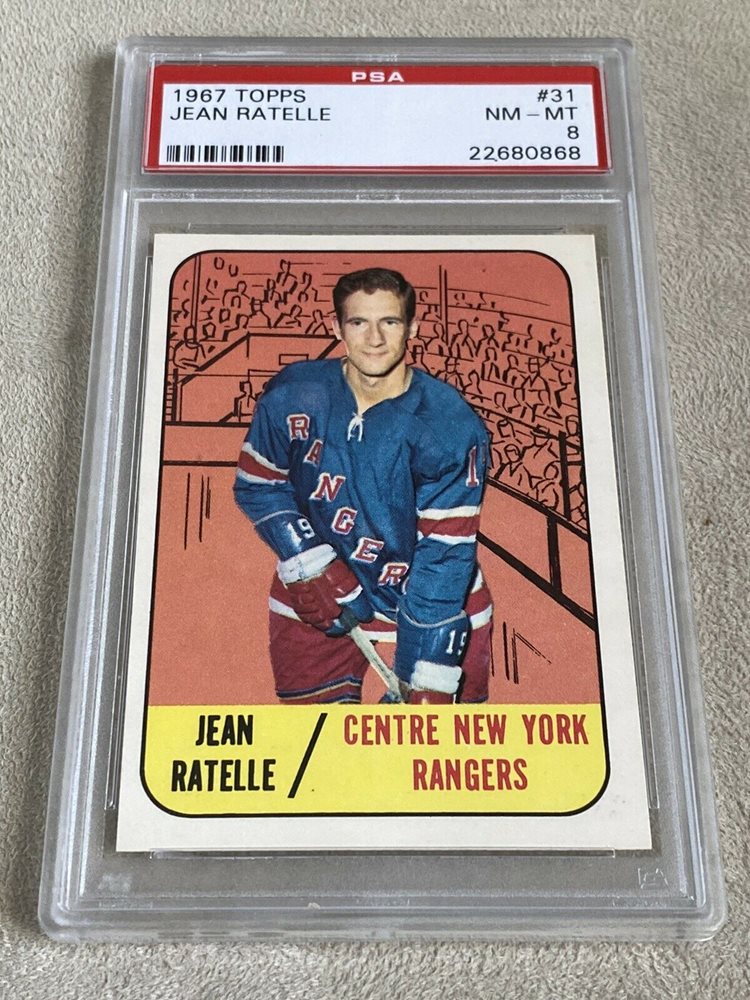 PSA
1967 TOPPS #31
JEAN RATELLE NM - MT
8
22680868
RANGERS
1
19
19
JEAN RATELLE / CENTRE NEW YORK RANGERS